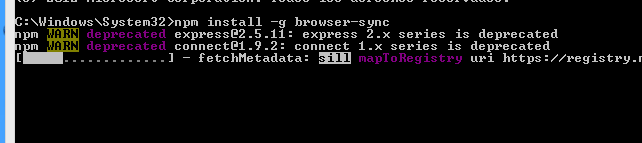 C:\Windows\System32>npm install -g browser-sync
npm WARN deprecated express@2.5.11: express 2.x series is deprecated
npm WARN deprecated connect@1.9.2: connect 1.x series is deprecated
[ .............] - fetchMetadata: sill mapToRegistry uri https://registry.n